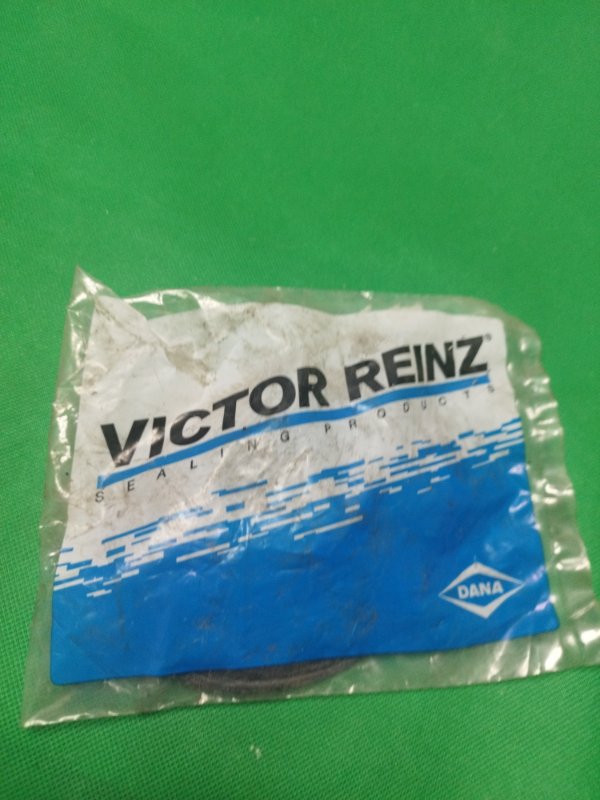 VICTOR REINZ®
SEALING PRODUCTS
DANA